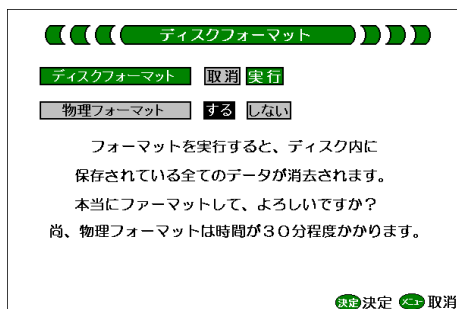 ディスクフォーマット
ディスクフォーマット 取消 実行
物理フォーマット する しない
フォーマットを実行すると、ディスク内に
保存されている全てのデータが消去されます。
本当にファーマットして、よろしいですか？
尚、物理フォーマットは時間が３０分程度かかります。
決定 決定 メニュー 取消